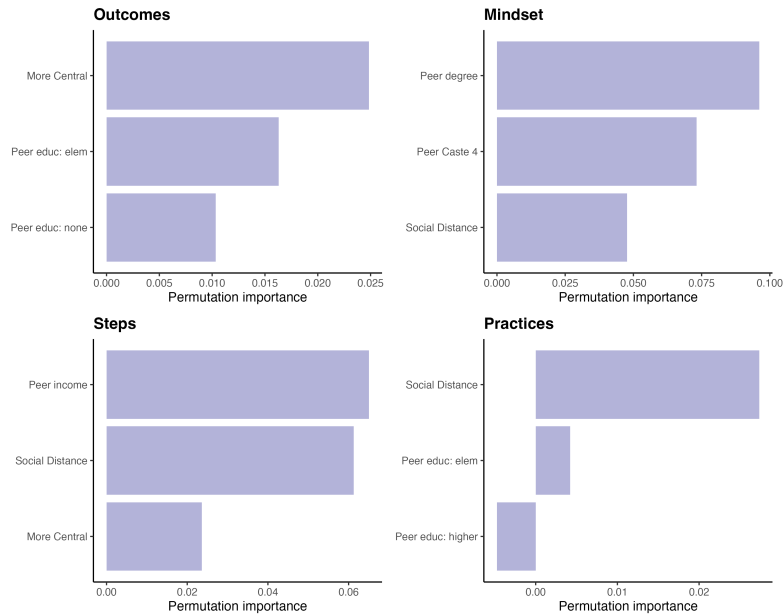 Outcomes
More Central
Peer educ: elem
Peer educ: none
0.000 0.005 0.010 0.015 0.020 0.025
Permutation importance
Mindset
Peer degree
Peer Caste 4
Social Distance
0.000 0.025 0.050 0.075 0.100
Permutation importance
Steps
Peer income
Social Distance
More Central
0.00 0.02 0.04 0.06
Permutation importance
Practices
Social Distance
Peer educ: elem
Peer educ: higher
0.00 0.01 0.02
Permutation importance